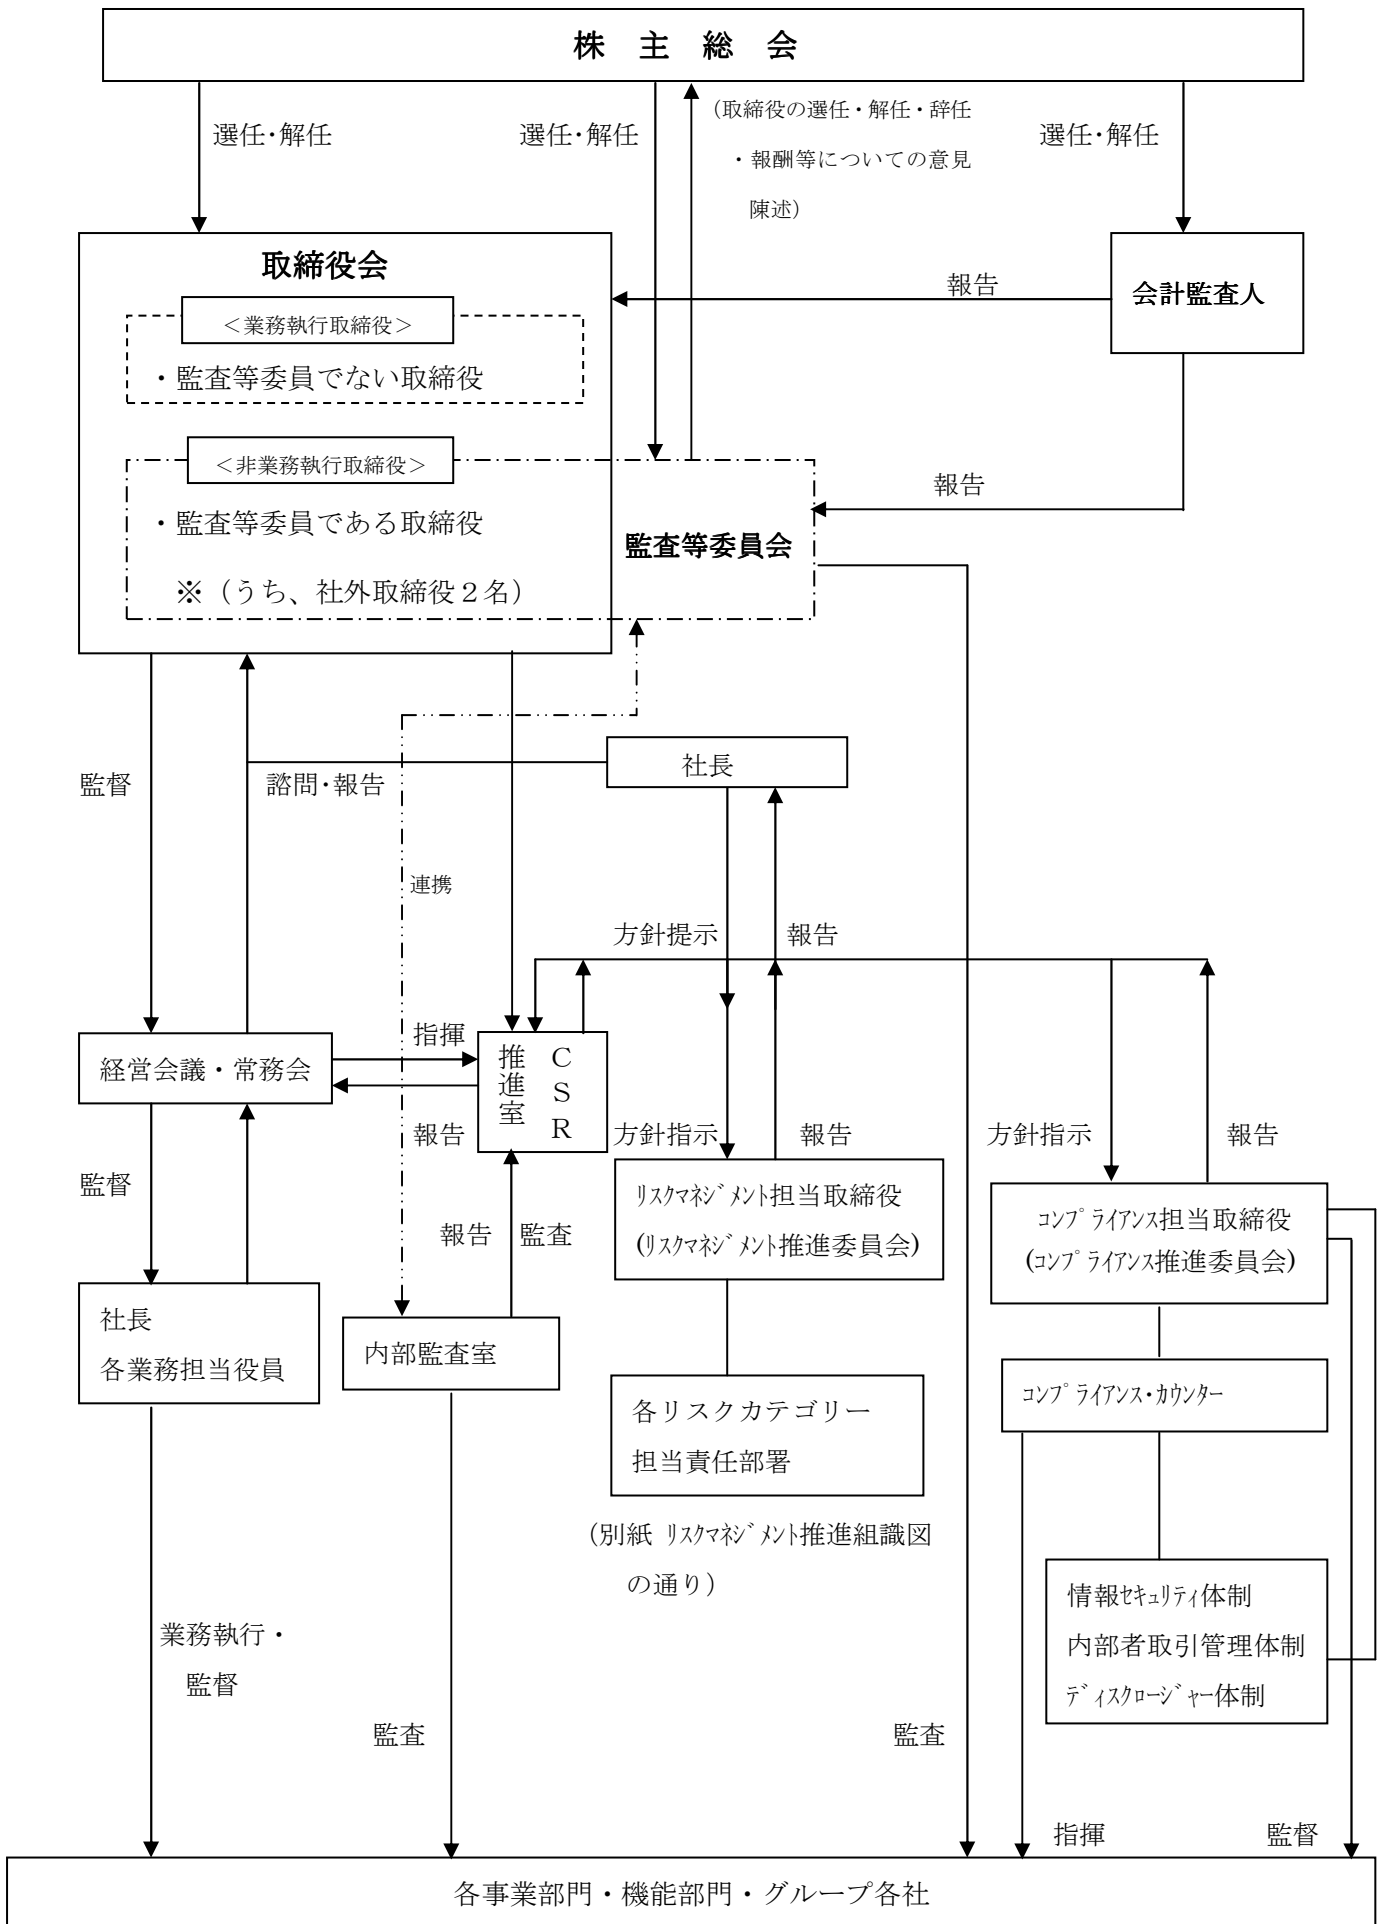 株 主 総 会
選任・解任
選任・解任
（取締役の選任・解任・辞任
・報酬等についての意見
陳述）
選任・解任
取締役会
＜業務執行取締役＞
・監査等委員でない取締役
報告
会計監査人
＜非業務執行取締役＞
・監査等委員である取締役
※（うち、社外取締役２名）
監査等委員会
報告
監督
諮問・報告
社長
連携
方針提示
報告
経営会議・常務会
指揮
報告
ＣＳＲ
推進室
方針指示
報告
方針指示
報告
監督
報告
監査
ﾘｽｸﾏﾈｼﾞﾒﾝﾄ担当取締役
(ﾘｽｸﾏﾈｼﾞﾒﾝﾄ推進委員会)
ｺﾝﾌﾟﾗｲｱﾝｽ担当取締役
(ｺﾝﾌﾟﾗｲｱﾝｽ推進委員会)
社長
各業務担当役員
内部監査室
各リスクカテゴリー
担当責任部署
ｺﾝﾌﾟﾗｲｱﾝｽ・ｶｳﾝﾀｰ
（別紙 ﾘｽｸﾏﾈｼﾞﾒﾝﾄ推進組識図
の通り）
情報ｾｷｭﾘﾃｨ体制
内部者取引管理体制
ﾃﾞｨｽｸﾛｰｼﾞｬｰ体制
業務執行・
監督
監査
監査
指揮
監督
各事業部門・機能部門・グループ各社